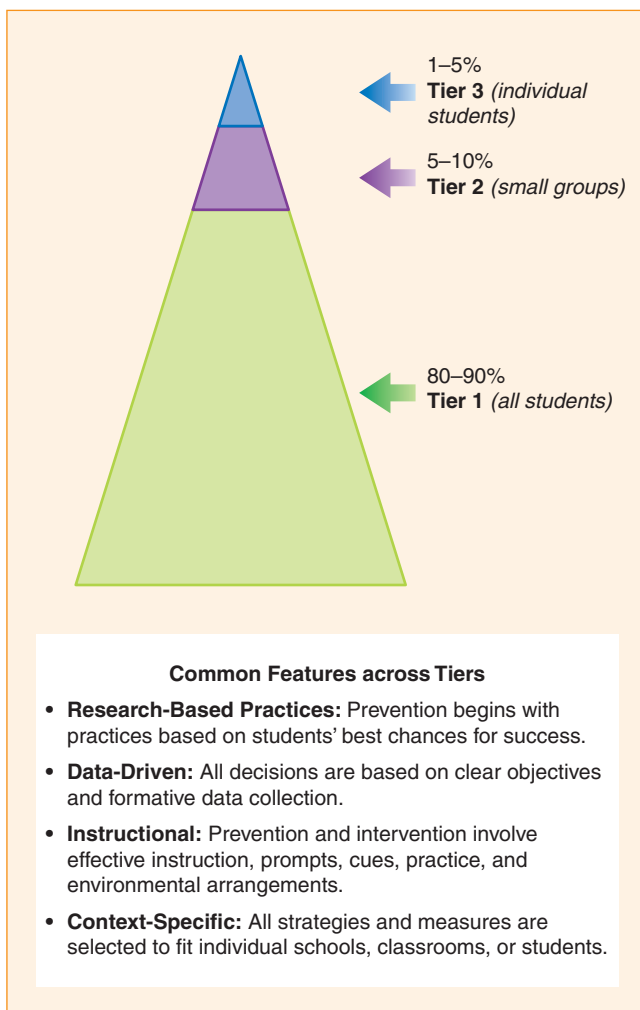 1–5%
Tier 3 (individual
students)
5–10%
Tier 2 (small groups)
80–90%
Tier 1 (all students)
Common Features across Tiers
• Research-Based Practices: Prevention begins with
practices based on students’ best chances for success.
• Data-Driven: All decisions are based on clear objectives
and formative data collection.
• Instructional: Prevention and intervention involve
effective instruction, prompts, cues, practice, and
environmental arrangements.
• Context-Specific: All strategies and measures are
selected to fit individual schools, classrooms, or students.